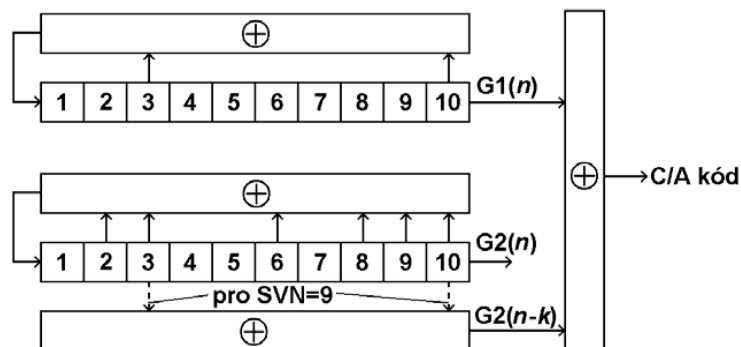 1 2 3 4 5 6 7 8 9 10 G1(n)
C/A kód
1 2 3 4 5 6 7 8 9 10 G2(n)
pro SVN=9
G2(n-k)